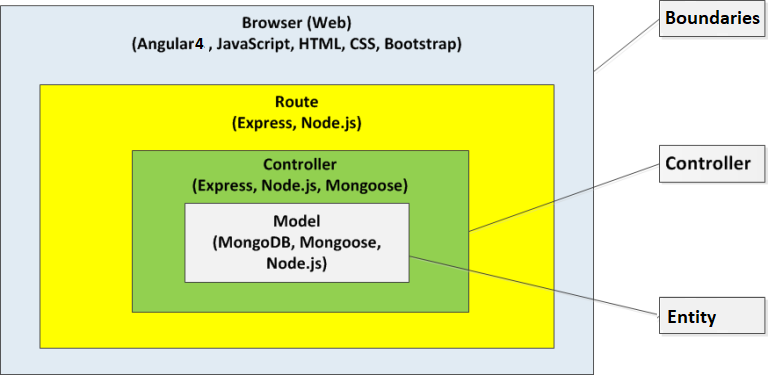 Browser (Web)
(Angular4 , JavaScript, HTML, CSS, Bootstrap)
Boundaries
Route
(Express, Node.js)
Controller
(Express, Node.js, Mongoose)
Controller
Model
(MongoDB, Mongoose,
Node.js)
Entity